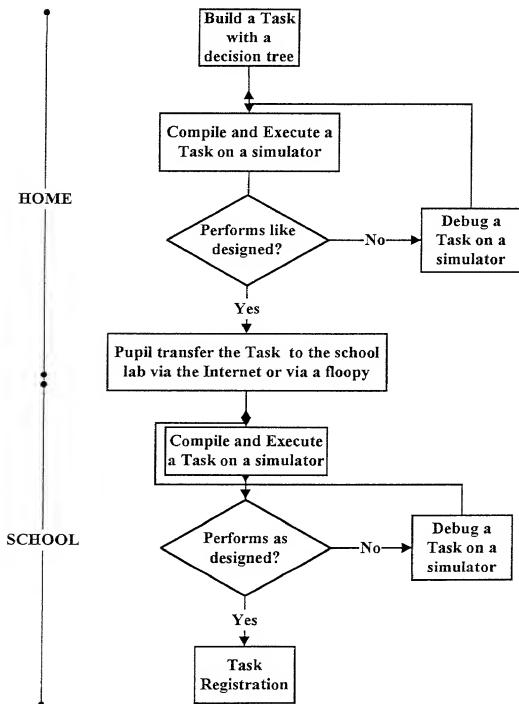 Build a Task
with a
decision tree
Compile and Execute a
Task on a simulator
HOME
Performs like
designed?
No
Debug a
Task on a
simulator
Yes
Pupil transfer the Task to the school
lab via the Internet or via a floopy
Compile and Execute
a Task on a simulator
SCHOOL
Performs as
designed?
No
Debug a
Task on a
simulator
Yes
Task
Registration